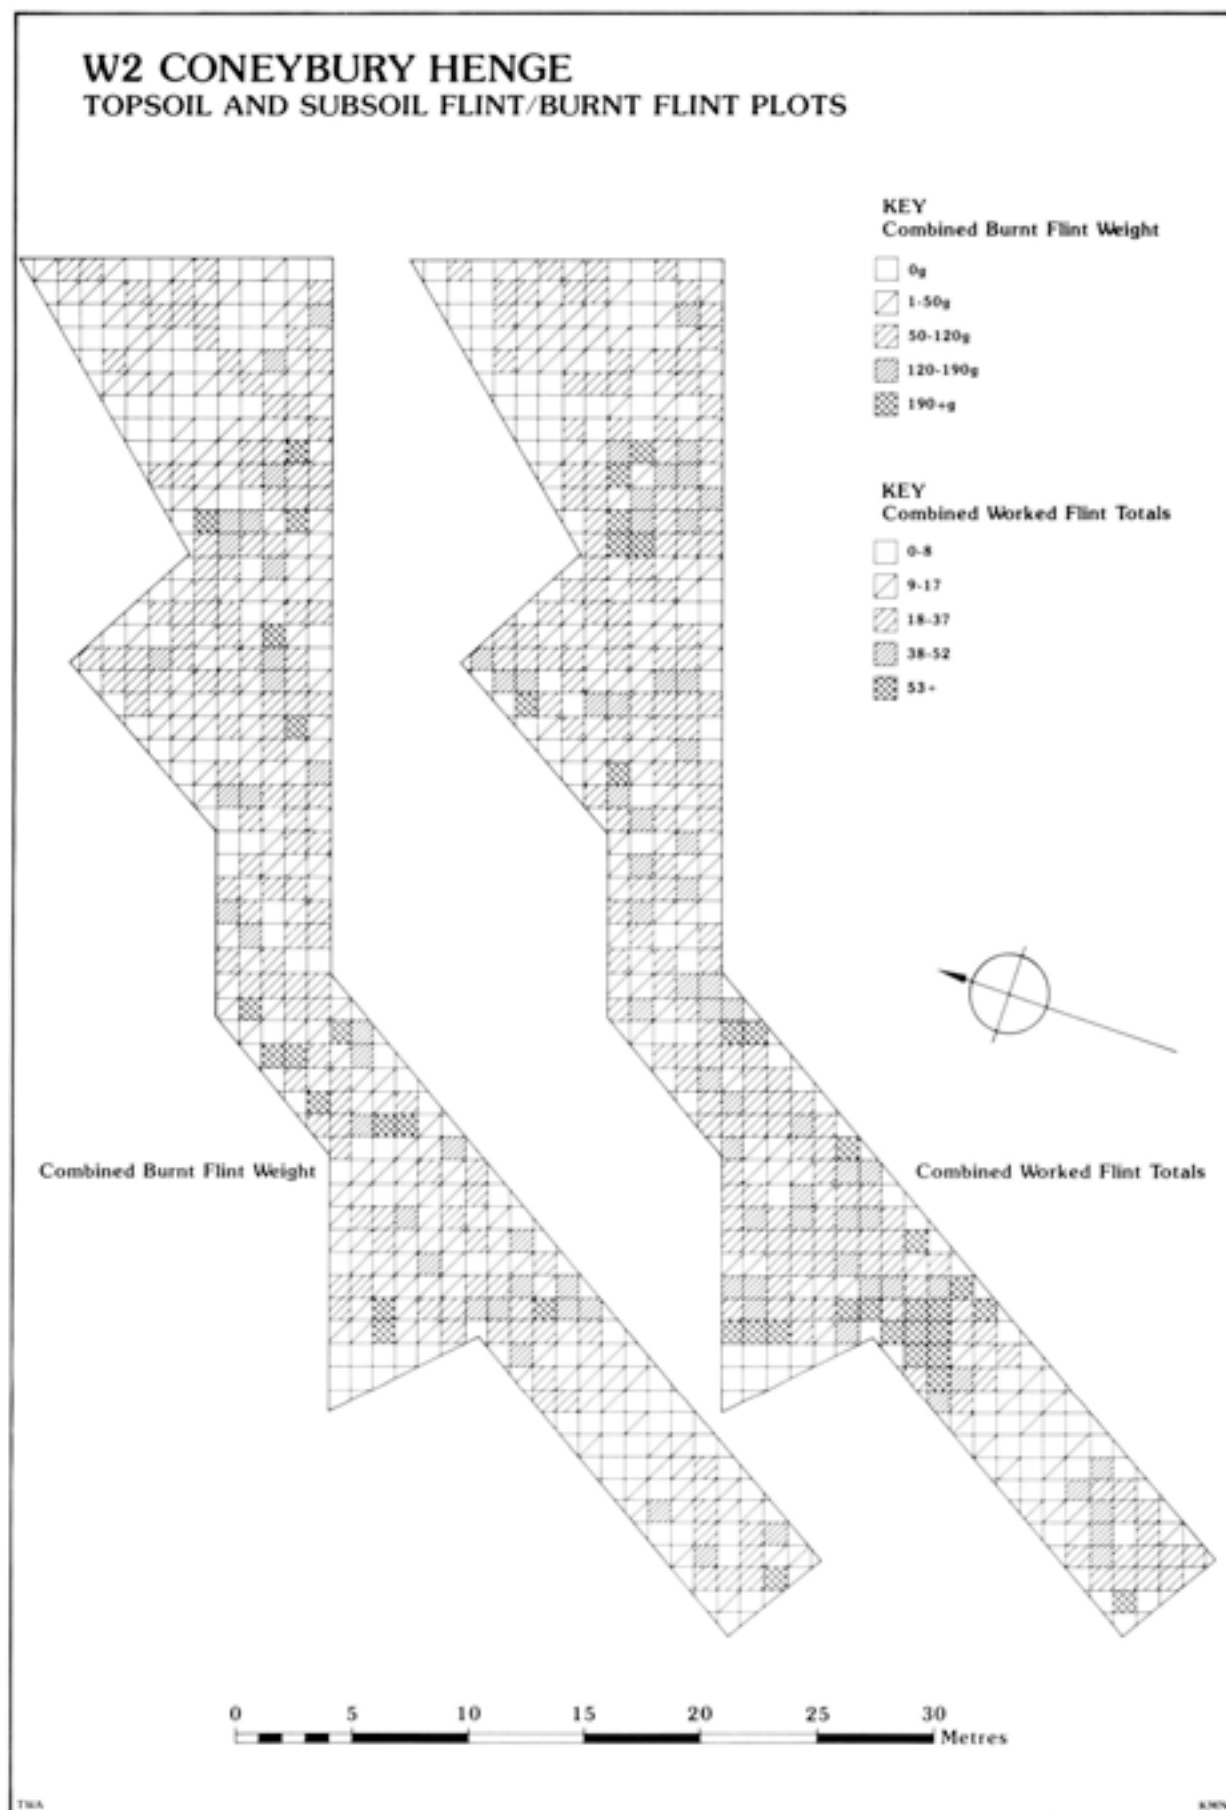 W2 CONEYBURY HENGE
TOPSOIL AND SUBSOIL FLINT/BURNT FLINT PLOTS
KEY
Combined Burnt Flint Weight
0g
1-50g
50-120g
120-190g
190+g
KEY
Combined Worked Flint Totals
0-8
9-17
18-37
38-52
53+
Combined Burnt Flint Weight
Combined Worked Flint Totals
0 5 10 15 20 25 30
Metres
TWA